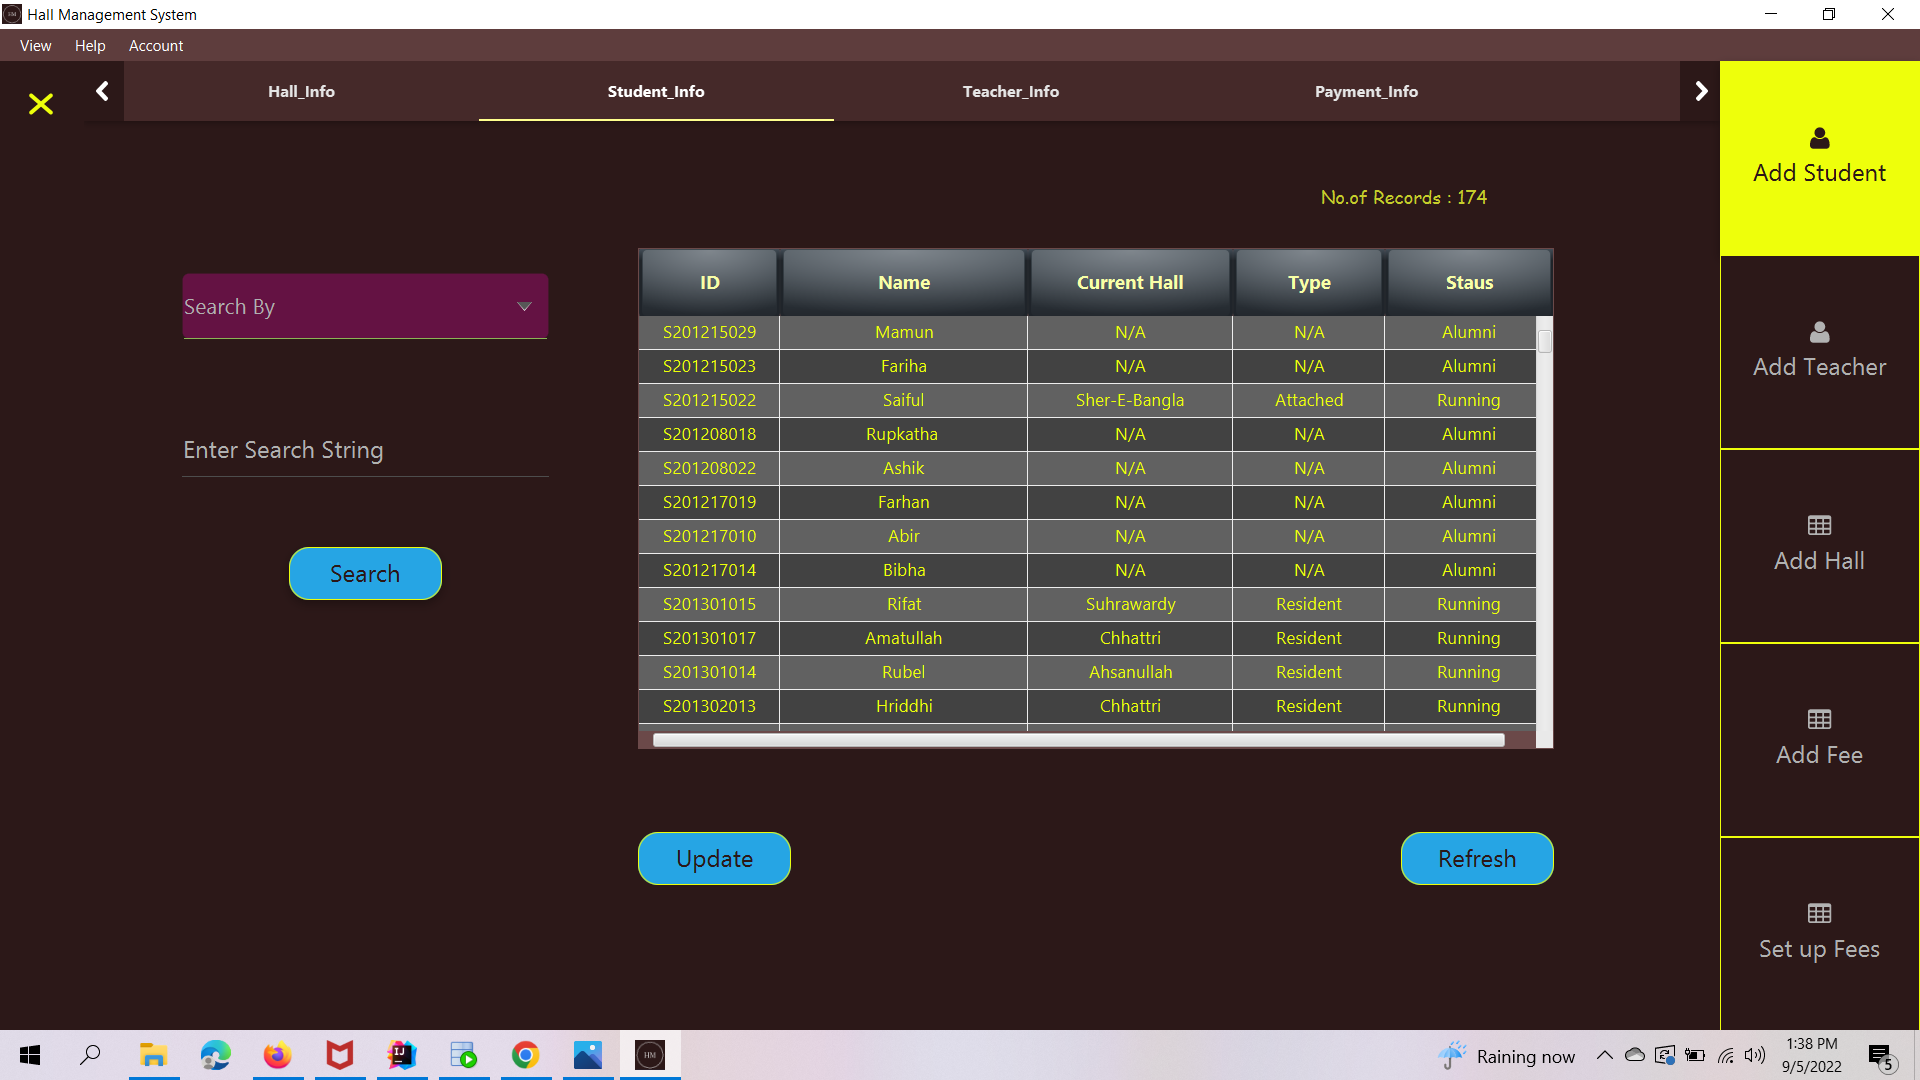 Hall Management System
View Help Account
Hall_Info Student_Info Teacher_Info Payment_Info
Add Student
No.of Records : 174
Search By
ID Name Current Hall Type Staus
S201215029 Mamun N/A N/A Alumni
S201215023 Fariha N/A N/A Alumni
S201215022 Saiful Sher-E-Bangla Attached Running
S201208018 Rupkatha N/A N/A Alumni
S201208022 Ashik N/A N/A Alumni
S201217019 Farhan N/A N/A Alumni
S201217010 Abir N/A N/A Alumni
S201217014 Bibha N/A N/A Alumni
S201301015 Rifat Suhrawardy Resident Running
S201301017 Amatullah Chhattri Resident Running
S201301014 Rubel Ahsanullah Resident Running
S201302013 Hriddhi Chhattri Resident Running
Enter Search String
Search
Update
Refresh
Add Teacher
Add Hall
Add Fee
Set up Fees
HM
Raining now
1:38 PM
9/5/2022
5